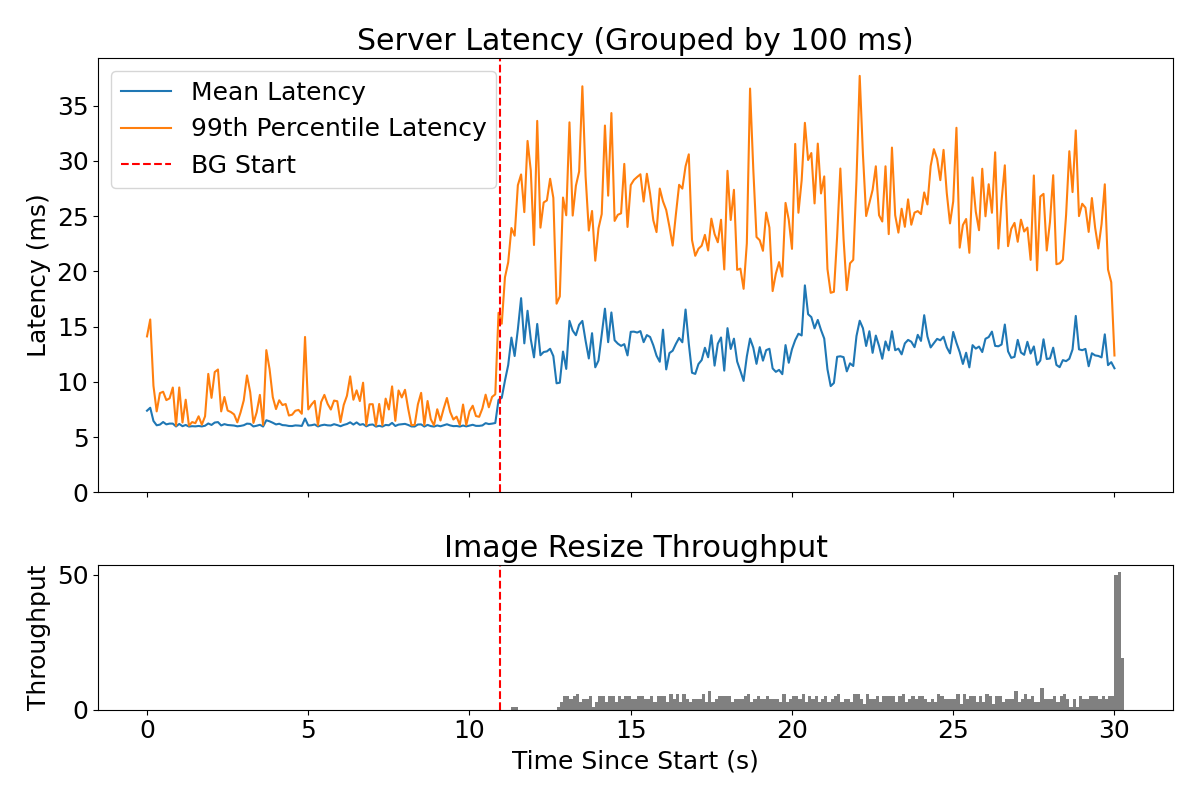 Server Latency (Grouped by 100 ms)
Mean Latency
99th Percentile Latency
BG Start
Latency (ms)
35
30
25
20
15
10
5
0
Image Resize Throughput
Throughput
50
0
0 5 10 15 20 25 30
Time Since Start (s)